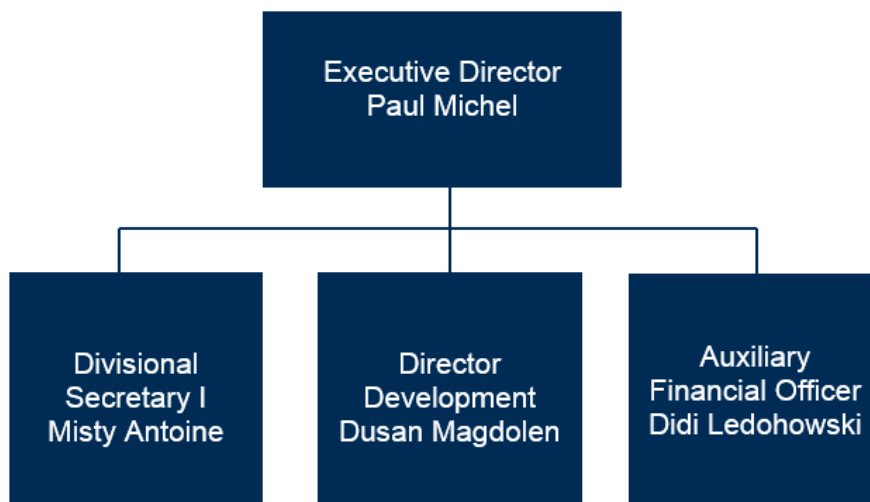 Executive Director
Paul Michel
Divisional
Secretary I
Misty Antoine
Director
Development
Dusan Magdolen
Auxiliary
Financial Officer
Didi Ledohowski